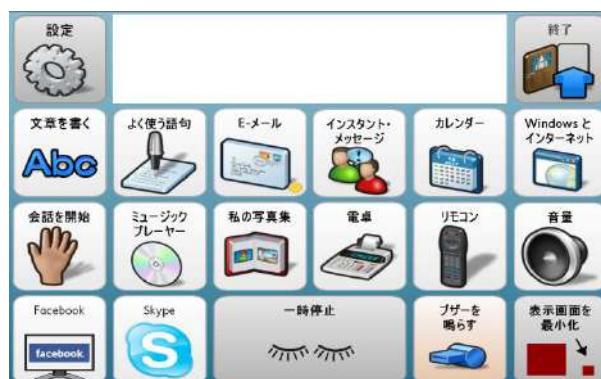 設定
終了
文章を書く
よく使う語句
E-メール
インスタント・
メッセージ
カレンダー
Windows と
インターネット
Abc
会話を開始
ミュージック
プレーヤー
私の写真集
電卓
リモコン
音量
Facebook
Skype
一時停止
ブザーを
鳴らす
表示画面を
最小化
facebook
S